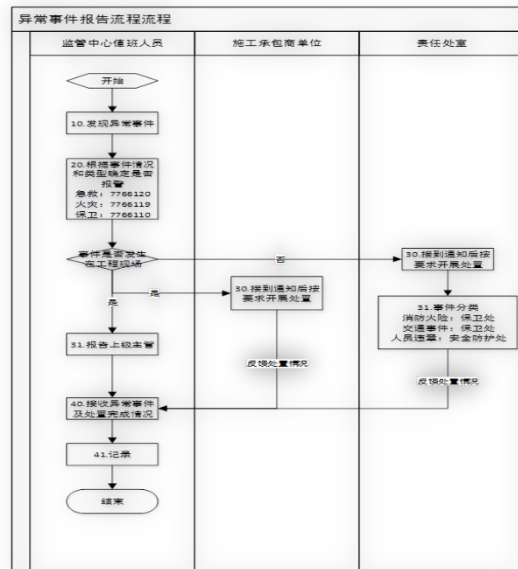 异常事件报告流程流程
监管中心值班人员
施工承包商单位
责任处室
开始
10.发现异常事件
20.根据事件情况
和类型确定是否
报警
急救：7766120
火灾：7766119
保卫：7766110
事件是否发生
在工程现场
否
是
是
30.接到通知后按
要求开展处置
30.接到通知后按
要求开展处置
31.报告上级主管
31.事件分类
消防火险：保卫处
交通事件：保卫处
人员违章：安全防护处
反馈处置情况
反馈处置情况
40.接收异常事件
及处置完成情况
41.记录
结束